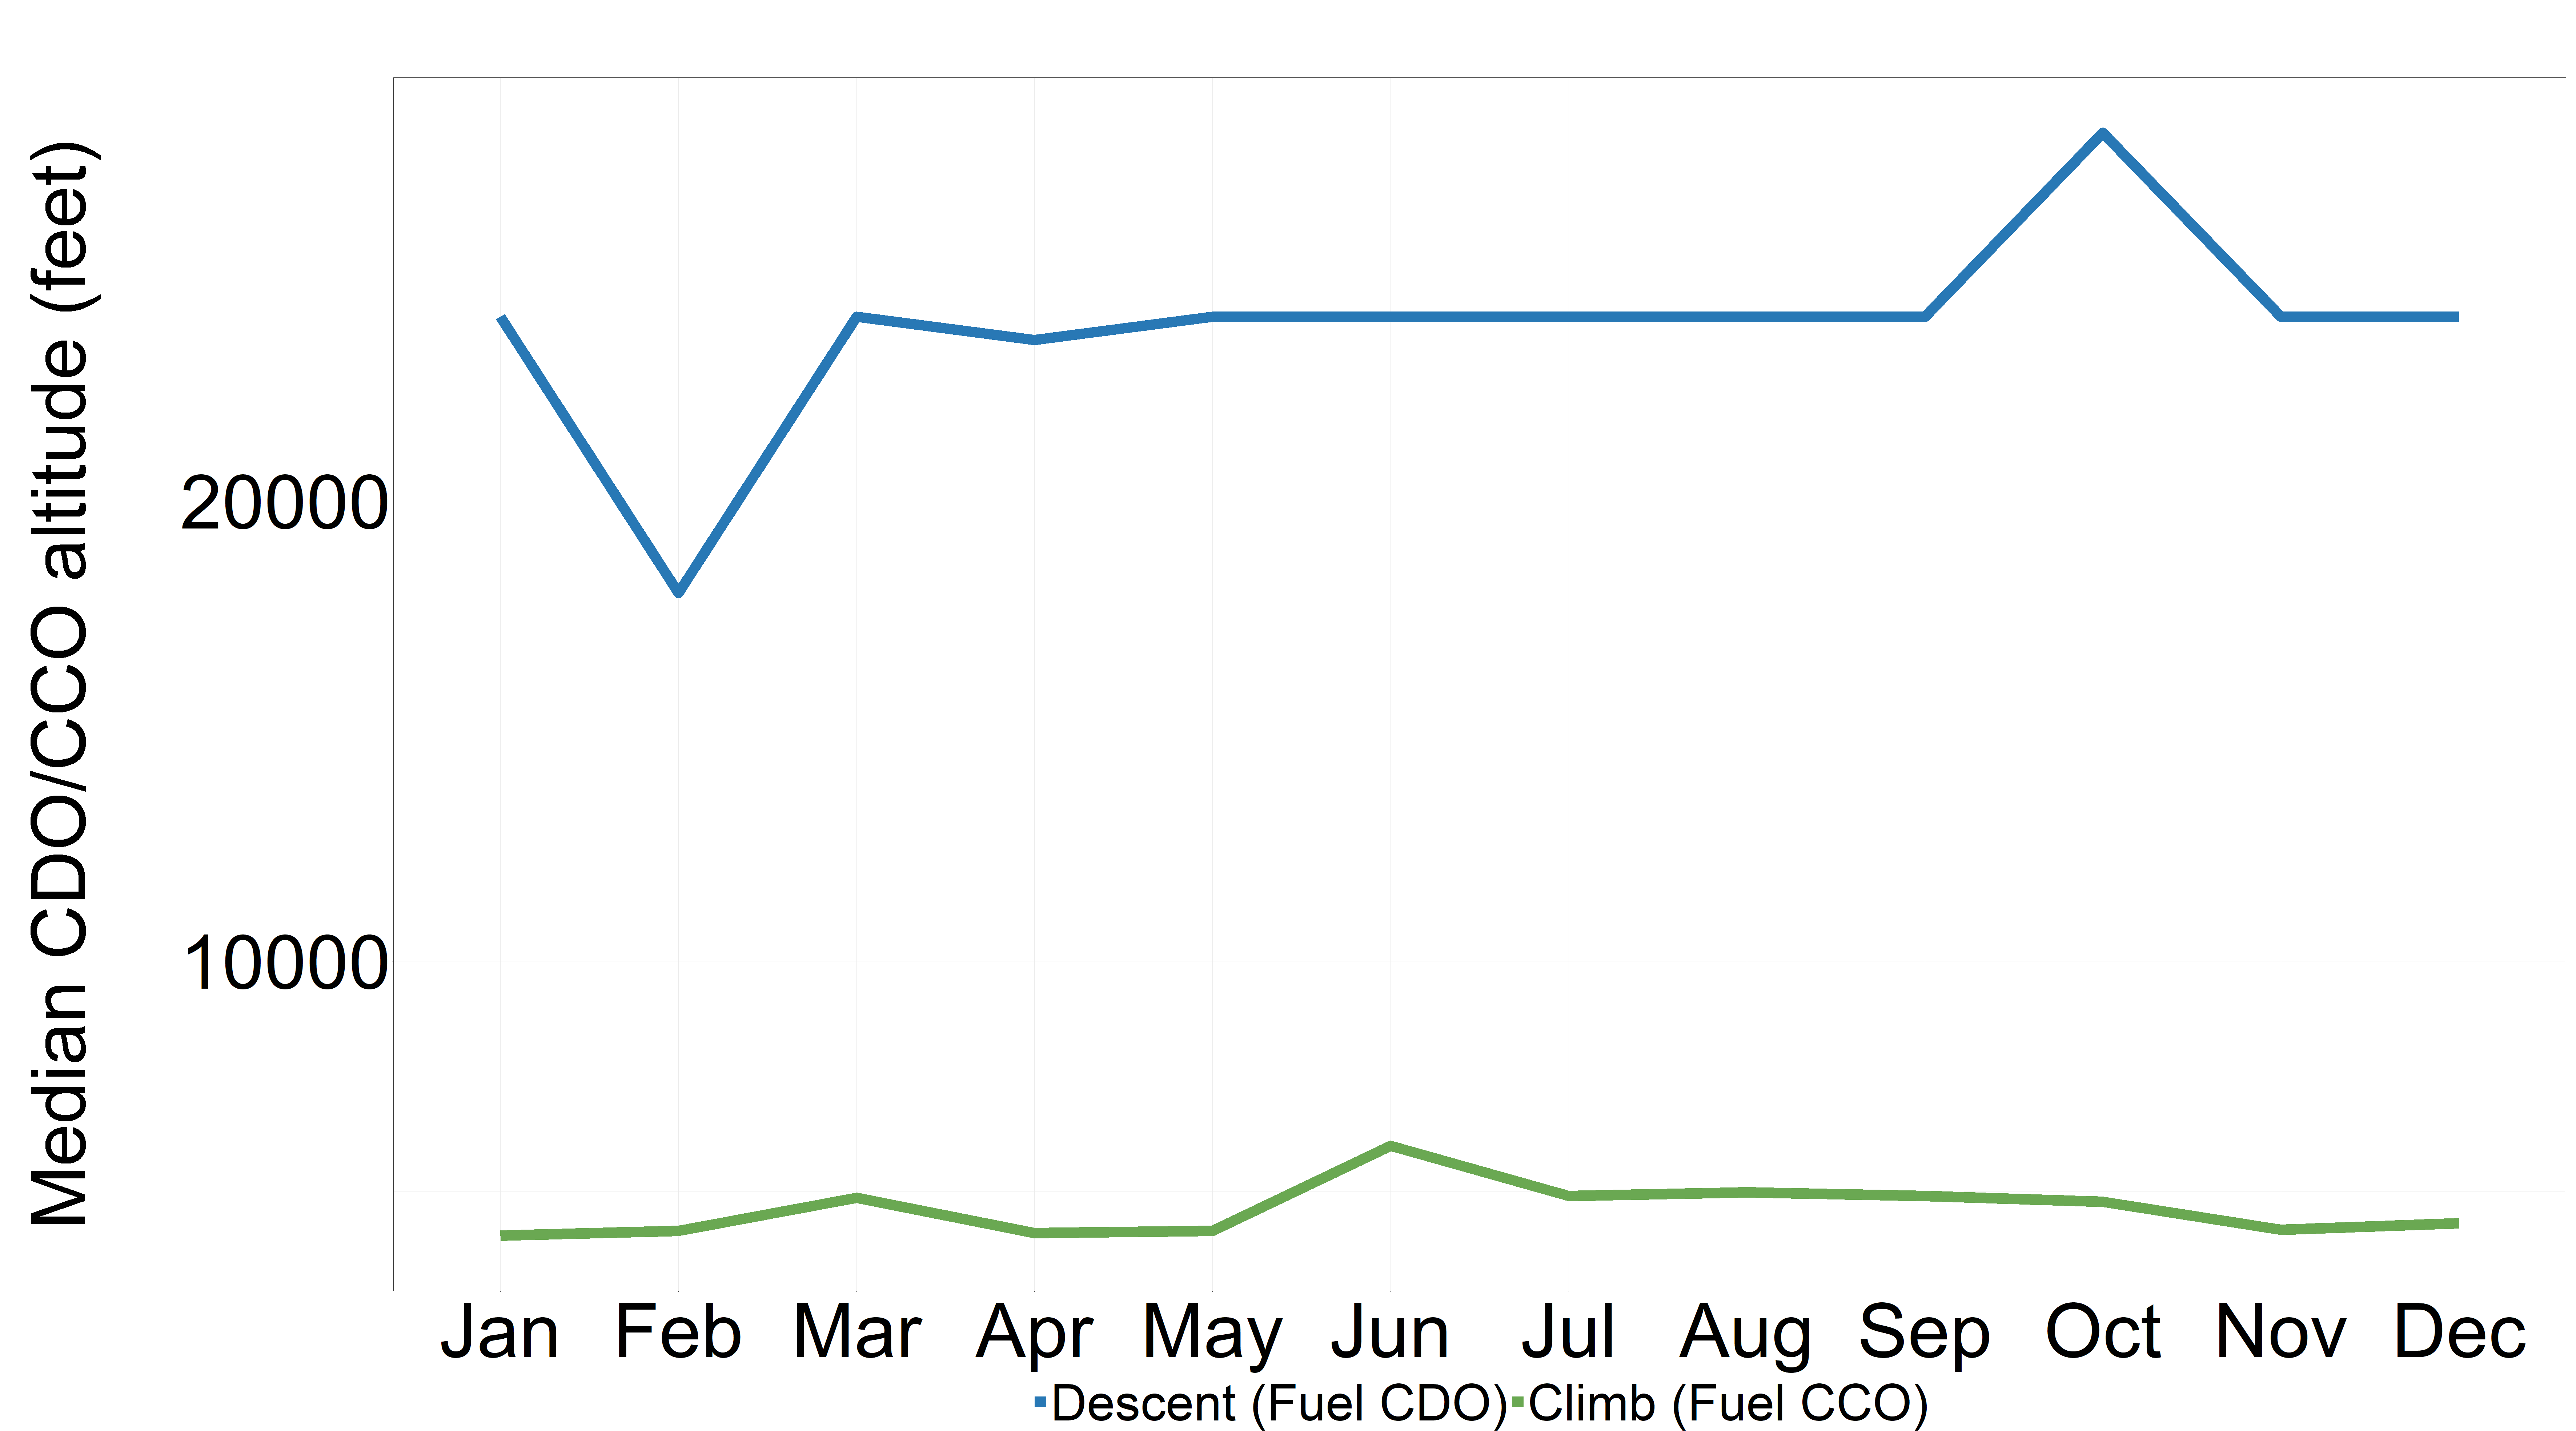 Median CDO/CCO altitude (feet)
20000
10000
Jan Feb Mar Apr May Jun Jul Aug Sep Oct Nov Dec
Descent (Fuel CDO) Climb (Fuel CCO)